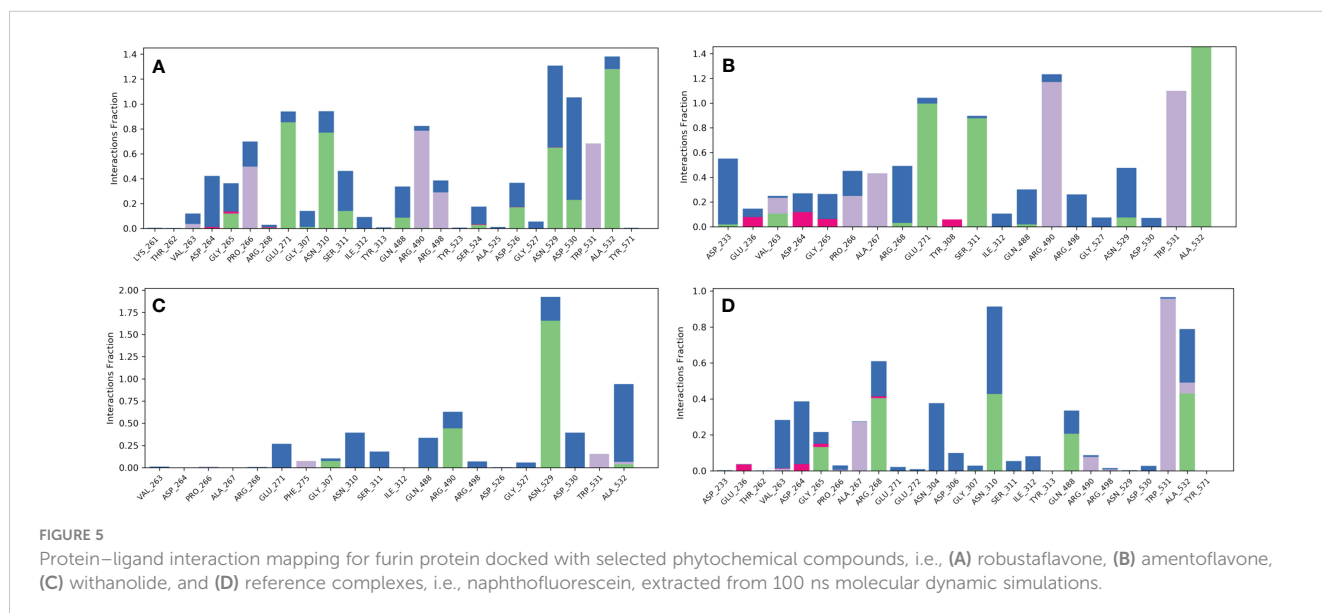 A
Interactions Fraction
1.4
1.2
1.0
0.8
0.6
0.4
0.2
0.0
LYS_261
THR_262
VAL_263
ASP_264
GLY_265
PRO_266
ARG_268
GLU_271
GLY_307
ASN_310
SER_311
ILE_312
TYR_313
GLN_488
ARG_490
ARG_498
TYR_523
SER_524
ALA_525
ASP_526
GLY_527
ASN_529
ASP_530
TRP_531
ALA_532
TYR_571
B
Interactions Fraction
1.4
1.2
1.0
0.8
0.6
0.4
0.2
0.0
ASP_233
GLU_236
VAL_263
ASP_264
GLY_265
PRO_266
ALA_267
ARG_268
GLU_271
TYR_308
SER_311
ILE_312
GLN_488
ARG_490
ARG_498
GLY_527
ASN_529
ASP_530
TRP_531
ALA_532
C
Interactions Fraction
2.00
1.75
1.50
1.25
1.00
0.75
0.50
0.25
0.00
VAL_263
ASP_264
PRO_266
ALA_267
ARG_268
GLU_271
PHE_275
GLY_307
ASN_310
SER_311
ILE_312
GLN_488
ARG_490
ARG_498
ASP_526
GLY_527
ASN_529
ASP_530
TRP_531
ALA_532
D
Interactions Fraction
1.0
0.8
0.6
0.4
0.2
0.0
ASP_233
GLU_236
THR_262
VAL_263
ASP_264
GLY_265
PRO_266
ALA_267
ARG_268
GLU_271
GLU_272
ASN_304
ASP_306
GLY_307
ASN_310
SER_311
ILE_312
TYR_313
GLN_488
ARG_490
ARG_498
ASN_529
ASP_530
TRP_531
ALA_532
TYR_571
FIGURE 5
Protein–ligand interaction mapping for furin protein docked with selected phytochemical compounds, i.e., (A) robustaflavone, (B) amentoflavone,
(C) withanolide, and (D) reference complexes, i.e., naphthofluorescein, extracted from 100 ns molecular dynamic simulations.